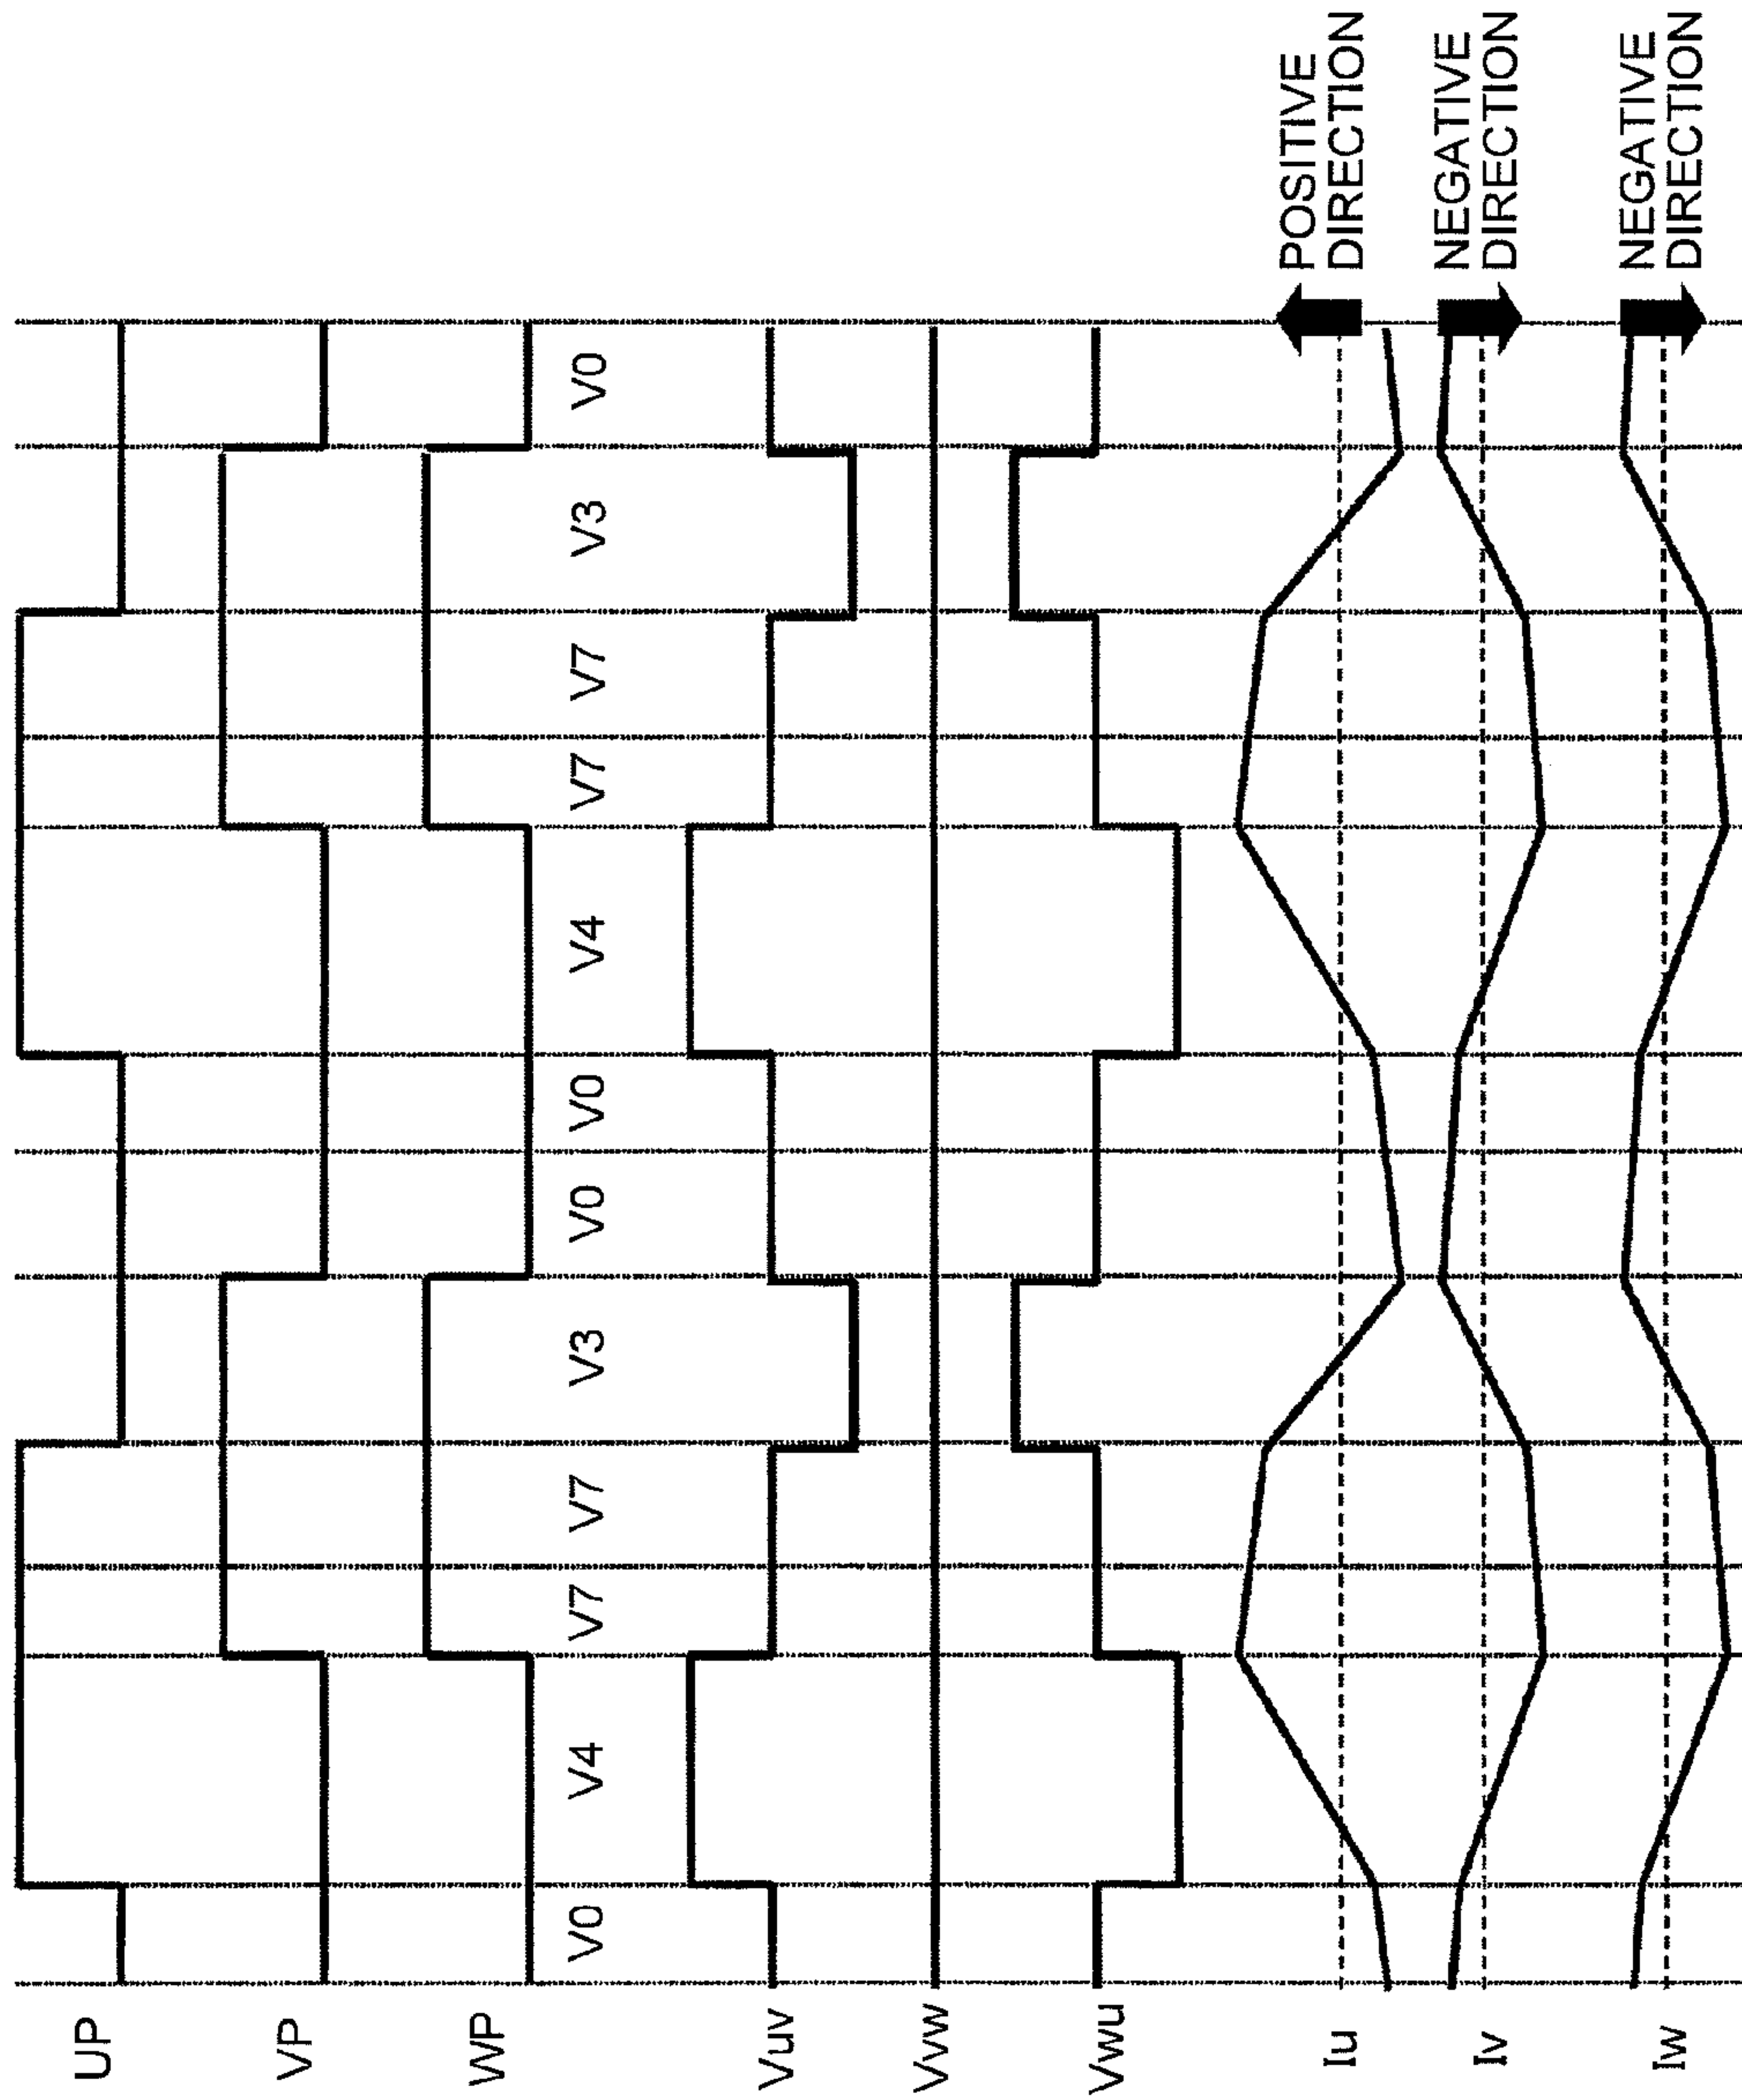 UP
VP
WP
V0 V4 V7 V7 V3 V0 V0 V4 V7 V7 V3 V0
Vuv
Vvw
Vwu
Iu
POSITIVE
DIRECTION
Iv
NEGATIVE
DIRECTION
Iw
NEGATIVE
DIRECTION